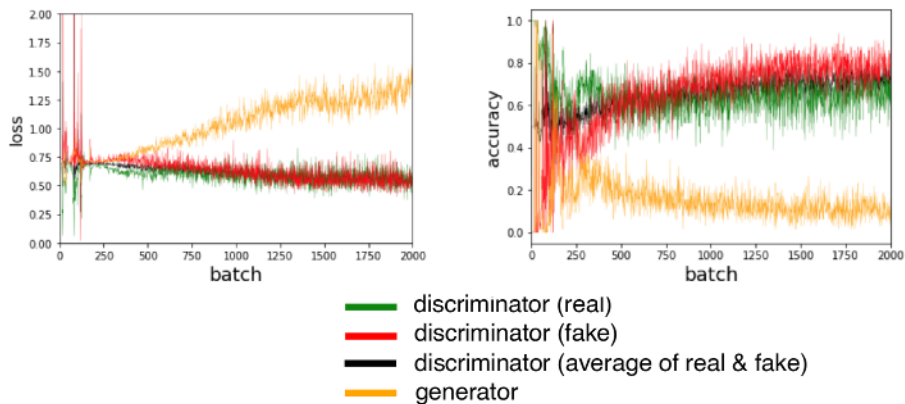 2.00
1.75
1.50
1.25
1.00
0.75
0.50
0.25
0.00
loss
0 250 500 750 1000 1250 1500 1750 2000
batch
1.0
0.8
0.6
0.4
0.2
0.0
accuracy
0 250 500 750 1000 1250 1500 1750 2000
batch
discriminator (real)
discriminator (fake)
discriminator (average of real & fake)
generator